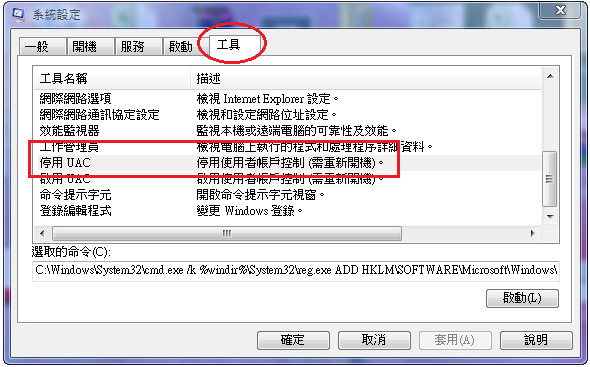 系統設定
一般 開機 服務 啟動 工具
工具名稱 描述
網際網路選項 檢視 Internet Explorer 設定。
網際網路通訊協定設定 檢視和設定網路位址設定。
效能監視器 監視本機或遠端電腦的可靠性及效能。
工作管理員 檢視電腦上執行的程式和處理程序詳細資料。
停用 UAC 停用使用者帳戶控制 (需重新開機)。
啟用 UAC 啟用使用者帳戶控制 (需重新開機)。
命令提示字元 開啟命令提示字元視窗。
登錄編輯程式 變更 Windows 登錄。
選取的命令(C):
C:\Windows\System32\cmd.exe /k %windir%\System32\reg.exe ADD HKLM\SOFTWARE\Microsoft\Windows\
啟動(L)
確定 取消 套用(A) 說明